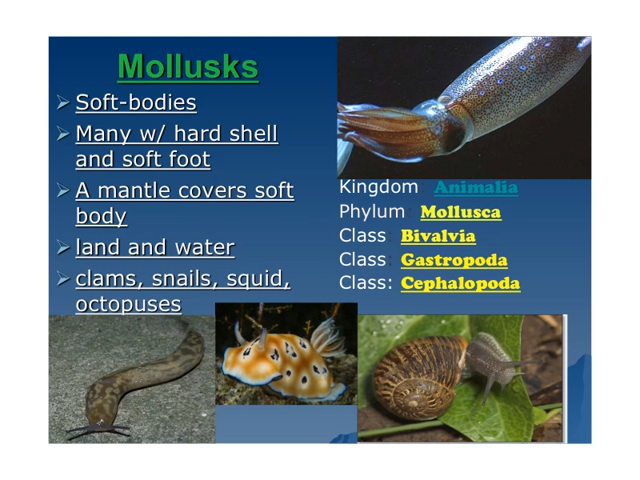 Mollusks
➢ Soft-bodies
➢ Many w/ hard shell
and soft foot
➢ A mantle covers soft
body
➢ land and water
➢ clams, snails, squid,
octopuses
Kingdom: Animalia
Phylum: Mollusca
Class: Bivalvia
Class: Gastropoda
Class: Cephalopoda